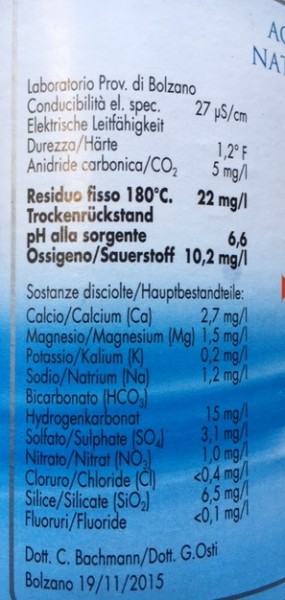 AC
NAT
Laboratorio Prov. di Bolzano
Conducibilità el. spec. 27 µS/cm
Elektrische Leitfähigkeit
Durezza/Härte 1,2° F
Anidride carbonica/CO₂ 5 mg/l
Residuo fisso 180°C. 22 mg/l
Trockenrückstand
pH alla sorgente 6,6
Ossigeno/Sauerstoff 10,2 mg/l
Sostanze disciolte/Hauptbestandteile:
Calcio/Calcium (Ca) 2,7 mg/l
Magnesio/Magnesium (Mg) 1,5 mg/l
Potassio/Kalium (K) 0,2 mg/l
Sodio/Natrium (Na) 1,2 mg/l
Bicarbonato (HCO₃)
Hydrogenkarbonat 15 mg/l
Solfato/Sulphate (SO₄) 3,1 mg/l
Nitrato/Nitrat (NO₃) 1,0 mg/l
Cloruro/Chloride (Cl) <0,4 mg/l
Silice/Silicate (SiO₂) 6,5 mg/l
Fluoruri/Fluoride <0,1 mg/l
Dott. C. Bachmann/Dott. G.Osti
Bolzano 19/11/2015